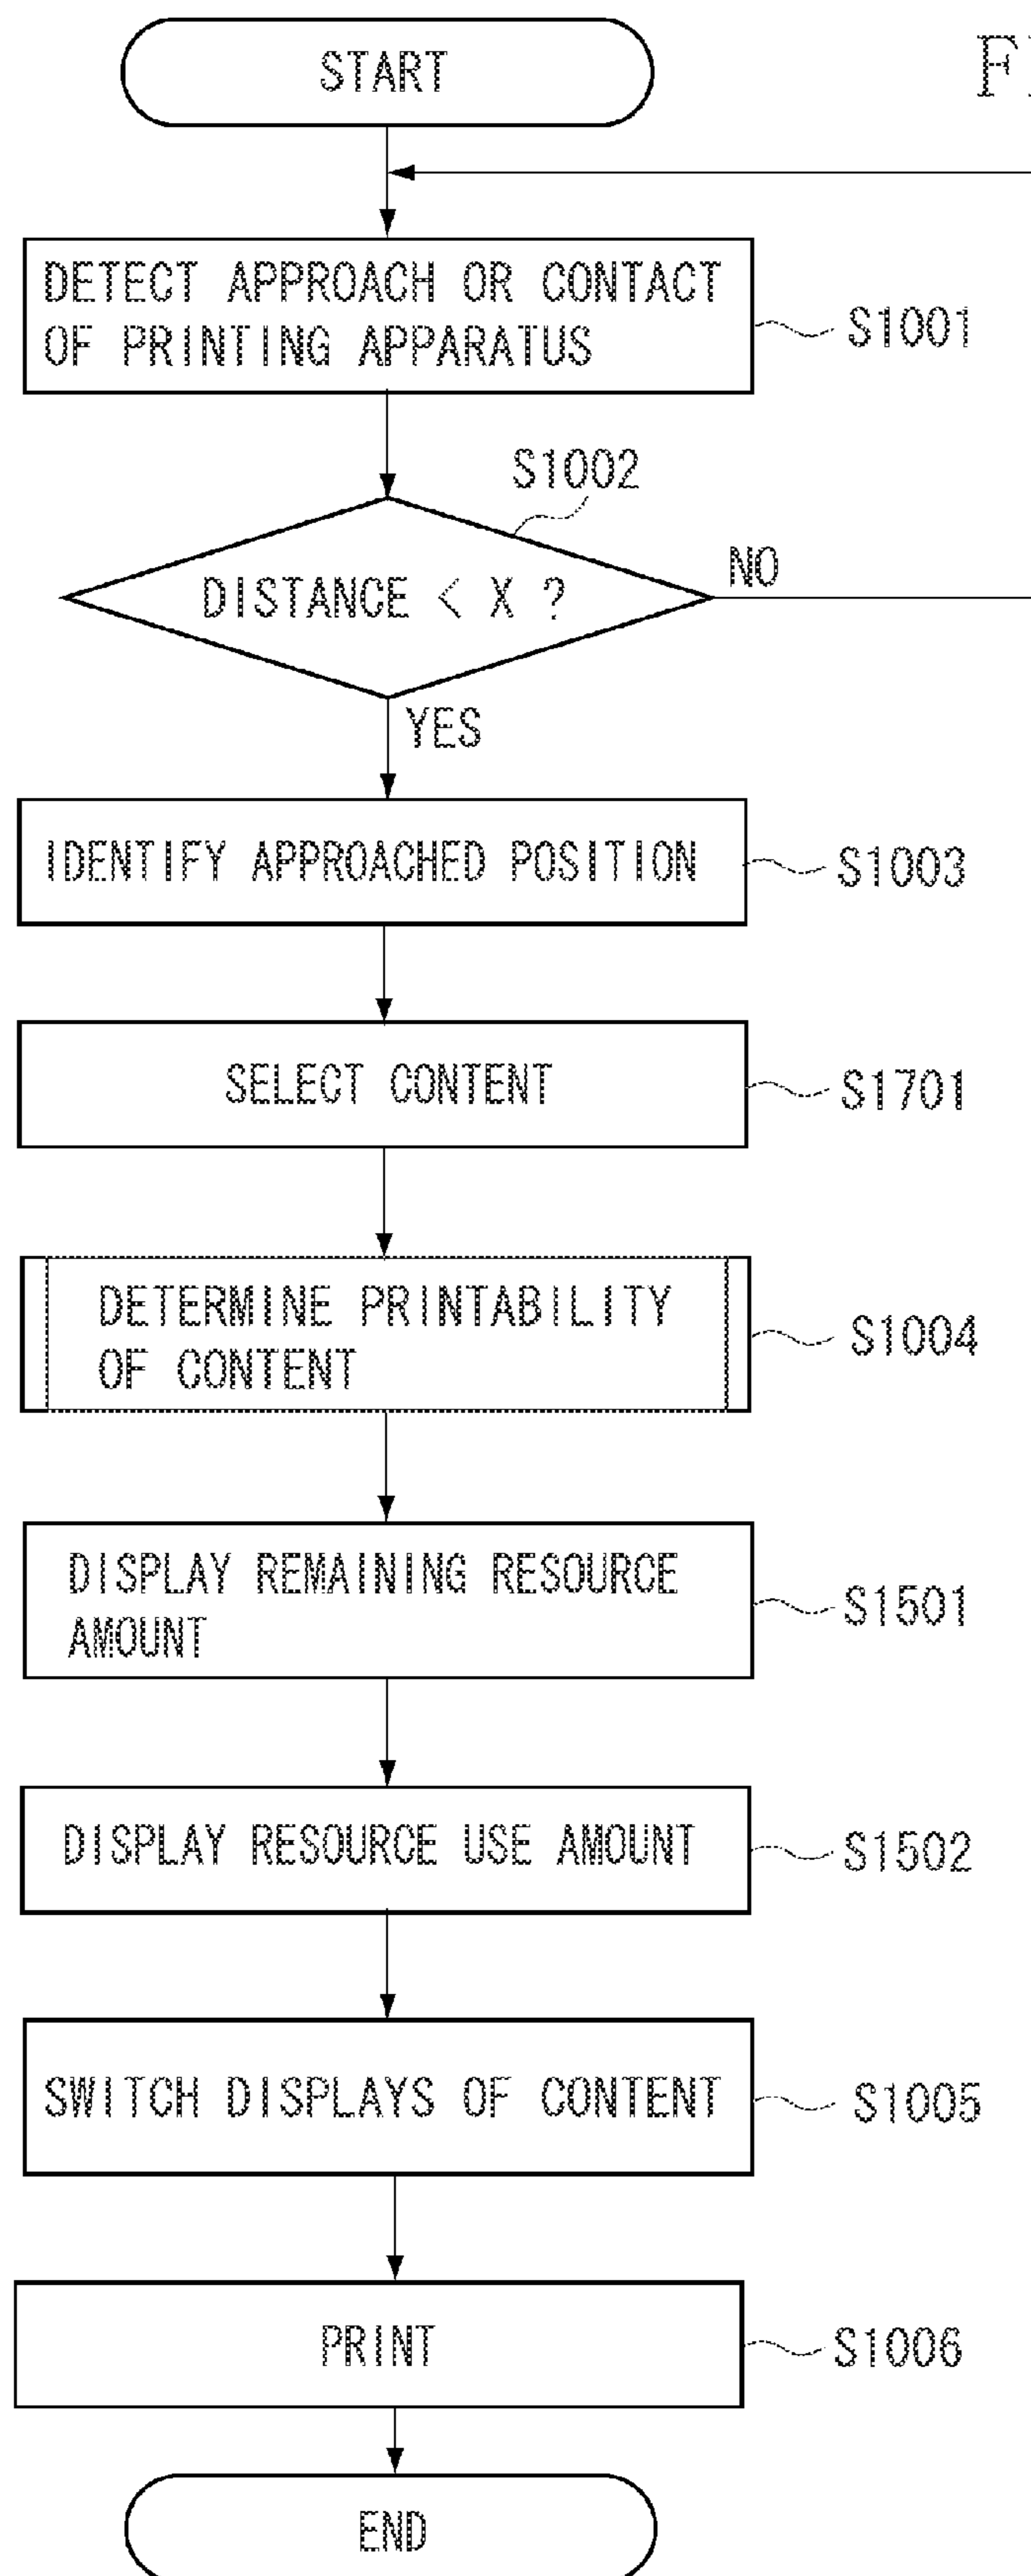 START
DETECT APPROACH OR CONTACT
OF PRINTING APPARATUS
S1001
S1002
DISTANCE < X ?
NO
YES
IDENTIFY APPROACHED POSITION
S1003
SELECT CONTENT
S1701
DETERMINE PRINTABILITY
OF CONTENT
S1004
DISPLAY REMAINING RESOURCE
AMOUNT
S1501
DISPLAY RESOURCE USE AMOUNT
S1502
SWITCH DISPLAYS OF CONTENT
S1005
PRINT
S1006
END